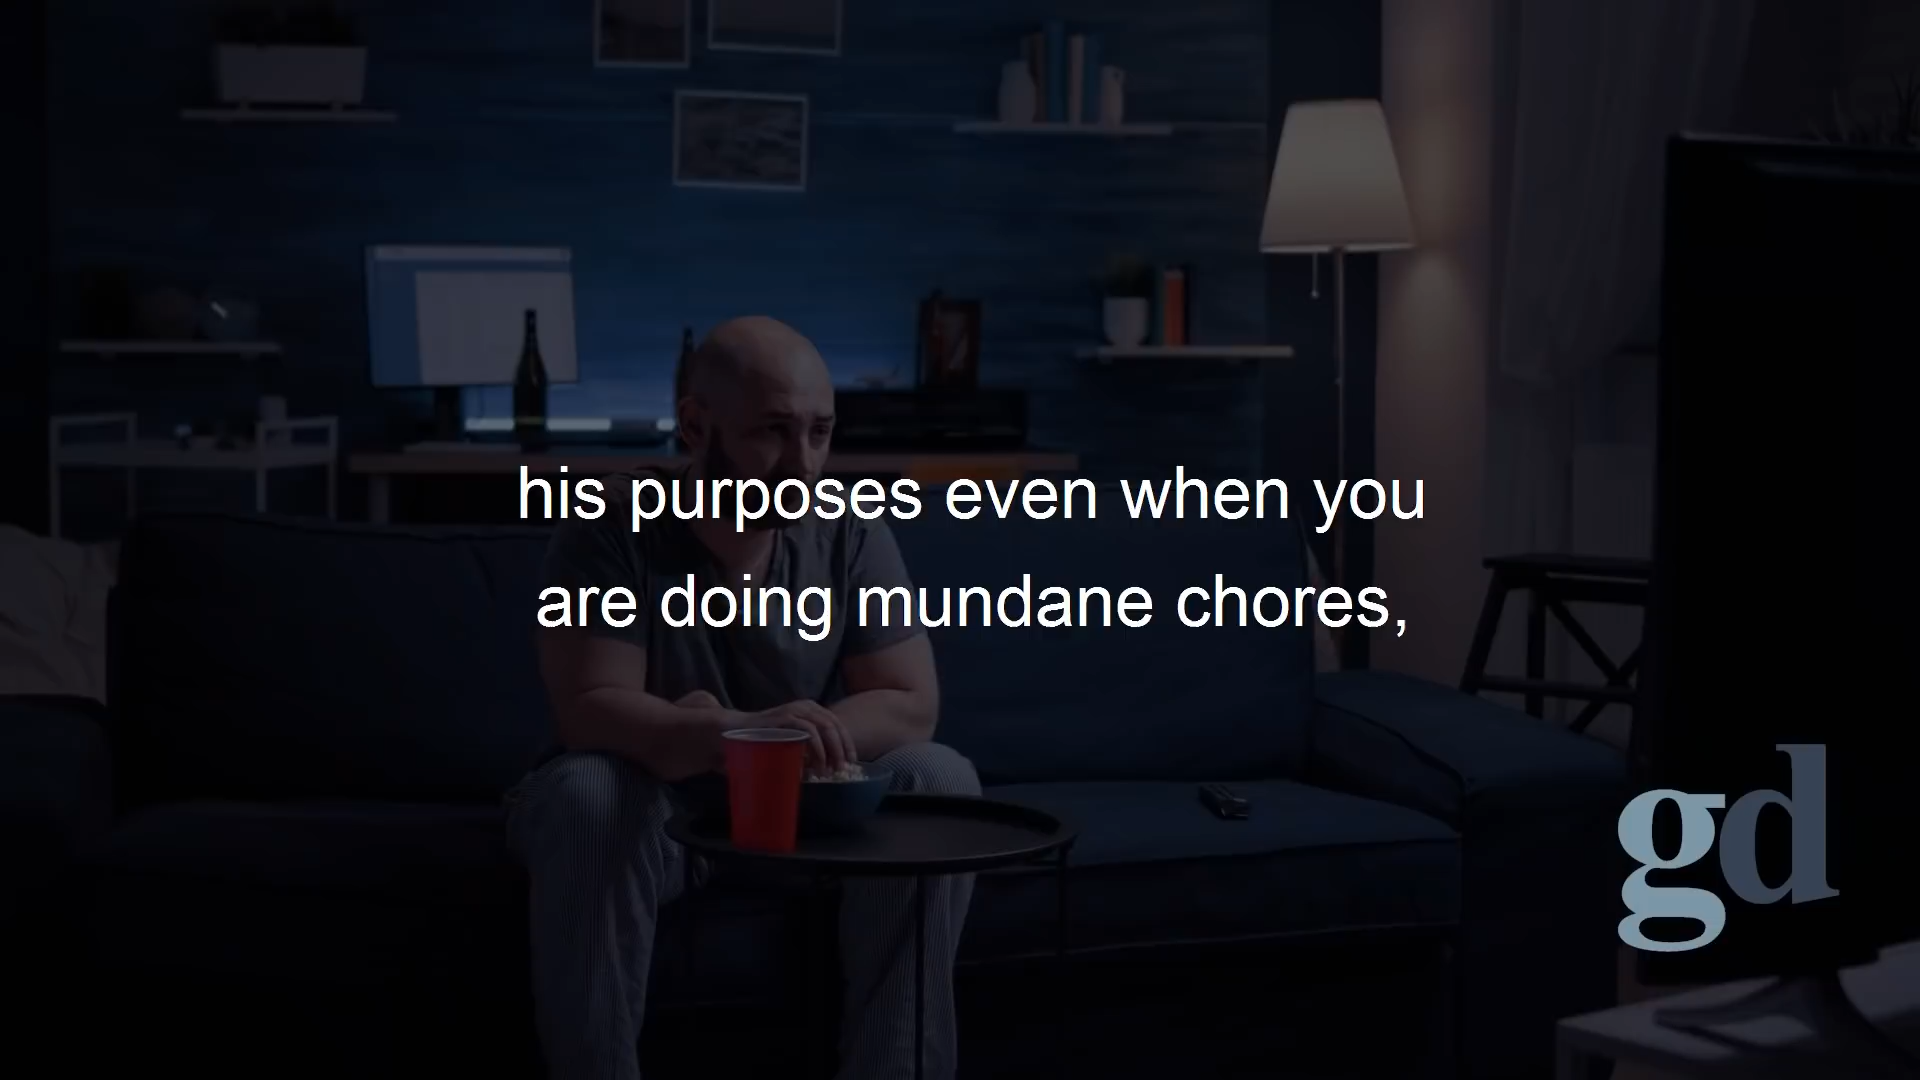 his purposes even when you
are doing mundane chores,
gd